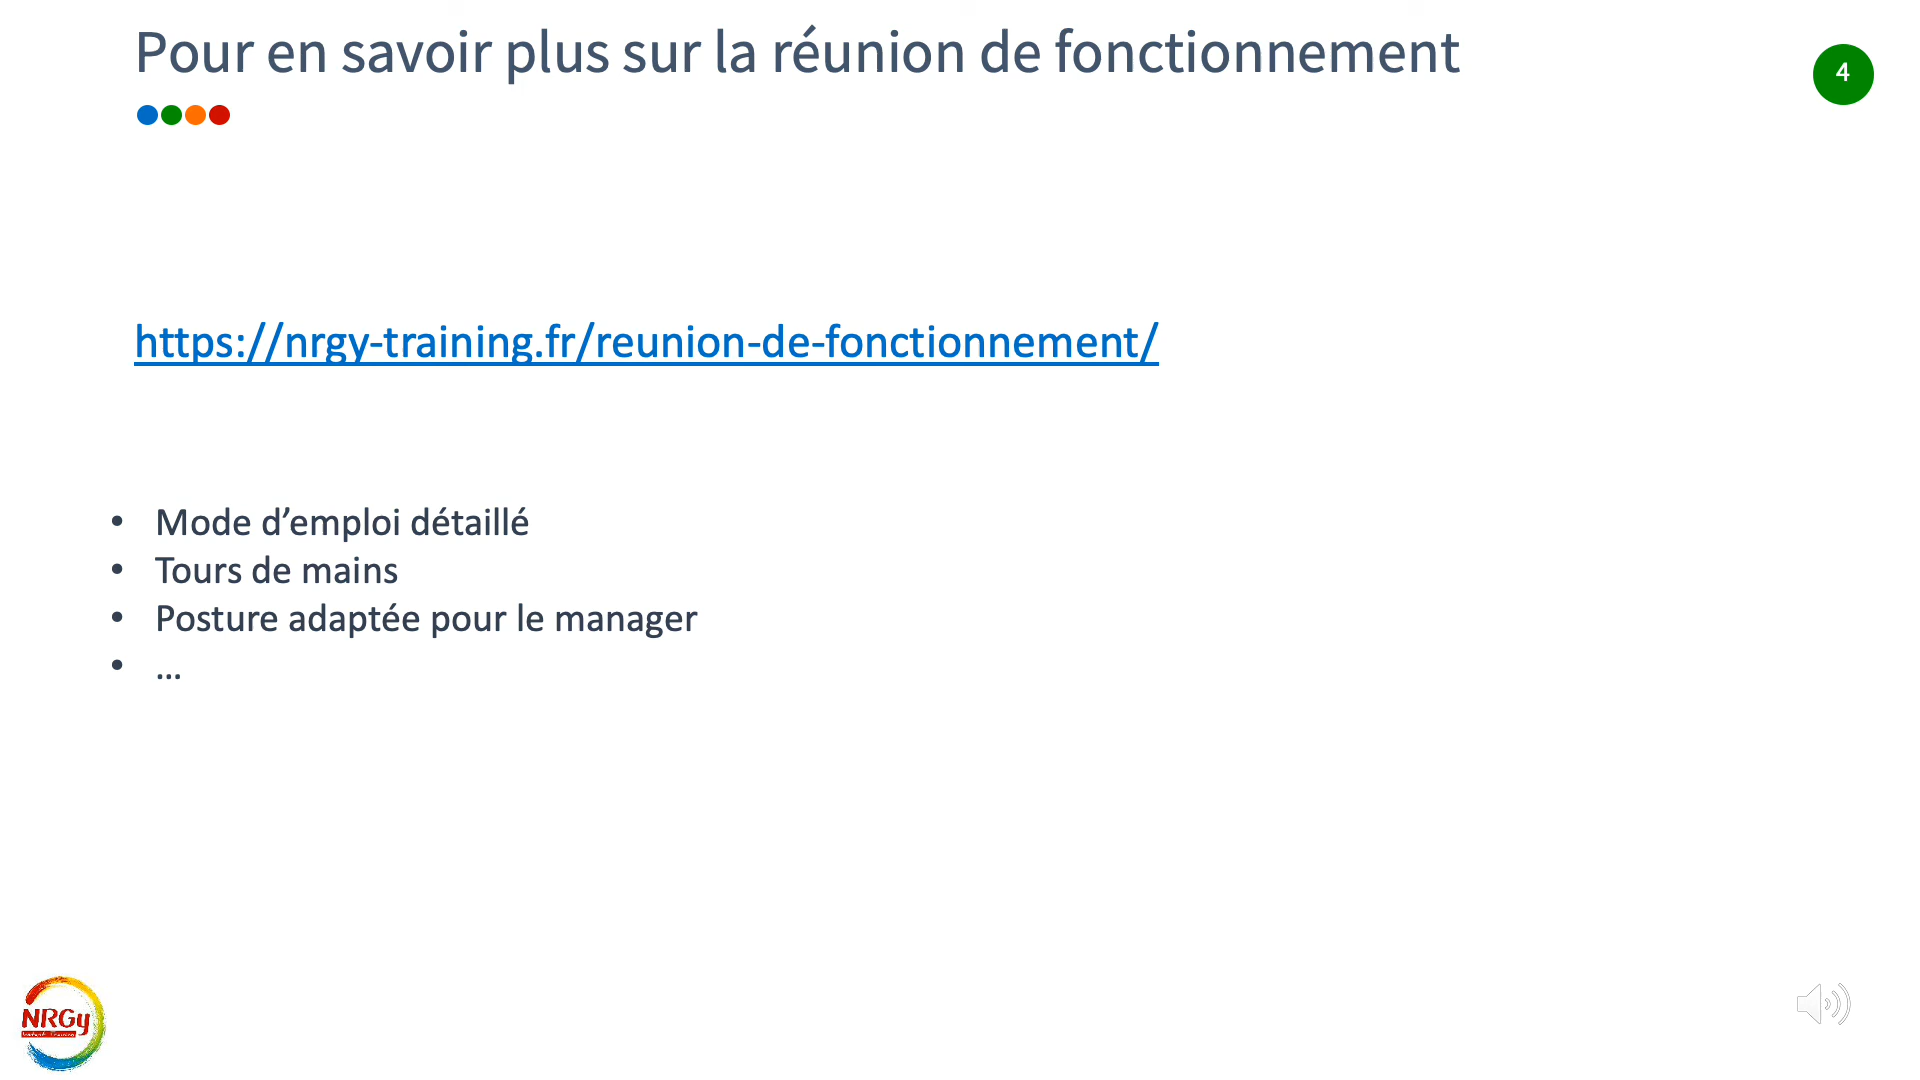 Pour en savoir plus sur la réunion de fonctionnement
4
https://nrgy-training.fr/reunion-de-fonctionnement/
• Mode d’emploi détaillé
• Tours de mains
• Posture adaptée pour le manager
• ...
NRGy